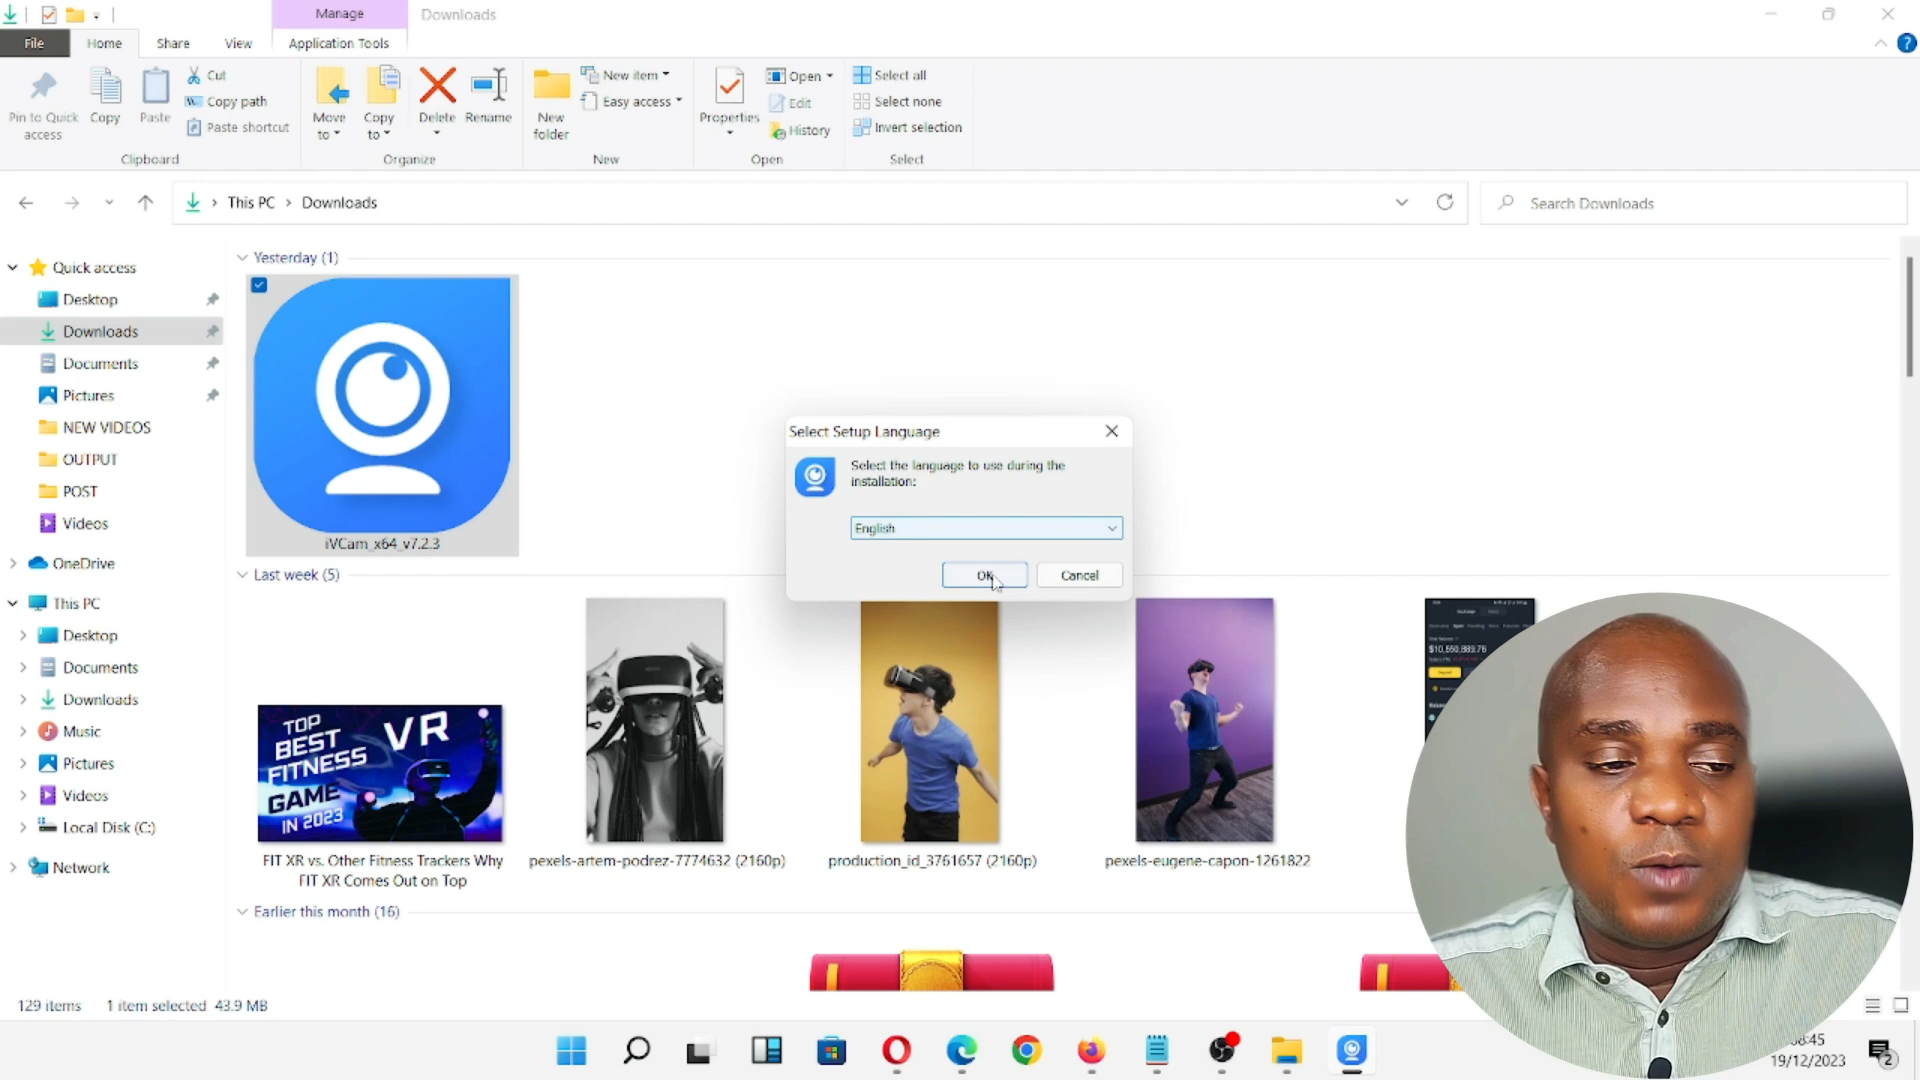 Manage
Downloads
File
Home
Share
View
Application Tools
Pin to Quick
access
Copy
Paste
Cut
Copy path
Paste shortcut
Clipboard
Move
to
Copy
to
Delete
Rename
Organize
New
folder
New item
Easy access
New
Properties
Open
Edit
History
Open
Select all
Select none
Invert selection
Select
This PC
Downloads
Search Downloads
Quick access
Desktop
Downloads
Documents
Pictures
NEW VIDEOS
OUTPUT
POST
Videos
OneDrive
This PC
Desktop
Documents
Downloads
Music
Pictures
Videos
Local Disk (C:)
Network
Yesterday (1)
iVCam_x64_v7.2.3
Select Setup Language
Select the language to use during the
installation:
English
OK
Cancel
Last week (5)
TOP
BEST
FITNESS
GAME
IN 2023
VR
$10,550,889.76
FIT XR vs. Other Fitness Trackers Why
FIT XR Comes Out on Top
pexels-artem-podrez-7774632 (2160p)
production_id_3761657 (2160p)
pexels-eugene-capon-1261822
Earlier this month (16)
129 items
1 item selected 43.9 MB
:45
19/12/2023
2